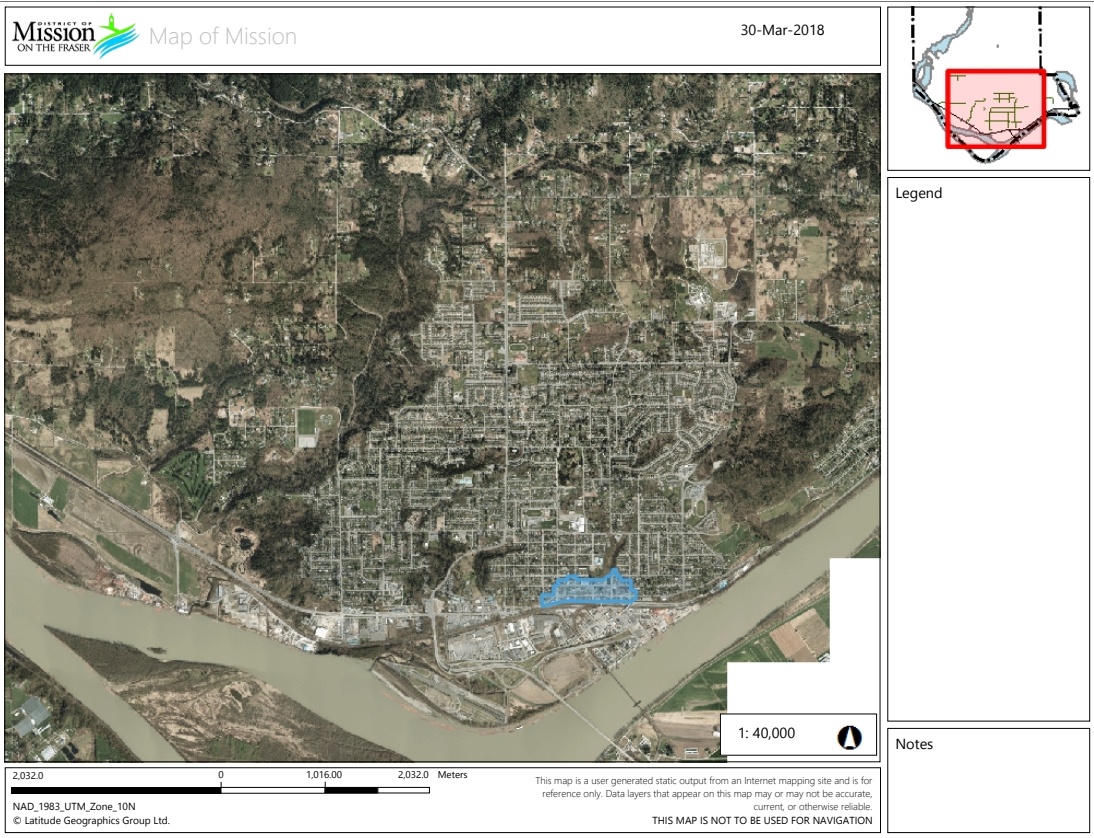 DISTRICT OF
Mission
ON THE FRASER
Map of Mission
30-Mar-2018
Legend
1: 40,000
Notes
2,032.0 0 1,016.00 2,032.0 Meters
NAD_1983_UTM_Zone_10N
© Latitude Geographics Group Ltd.
This map is a user generated static output from an Internet mapping site and is for
reference only. Data layers that appear on this map may or may not be accurate,
current, or otherwise reliable.
THIS MAP IS NOT TO BE USED FOR NAVIGATION